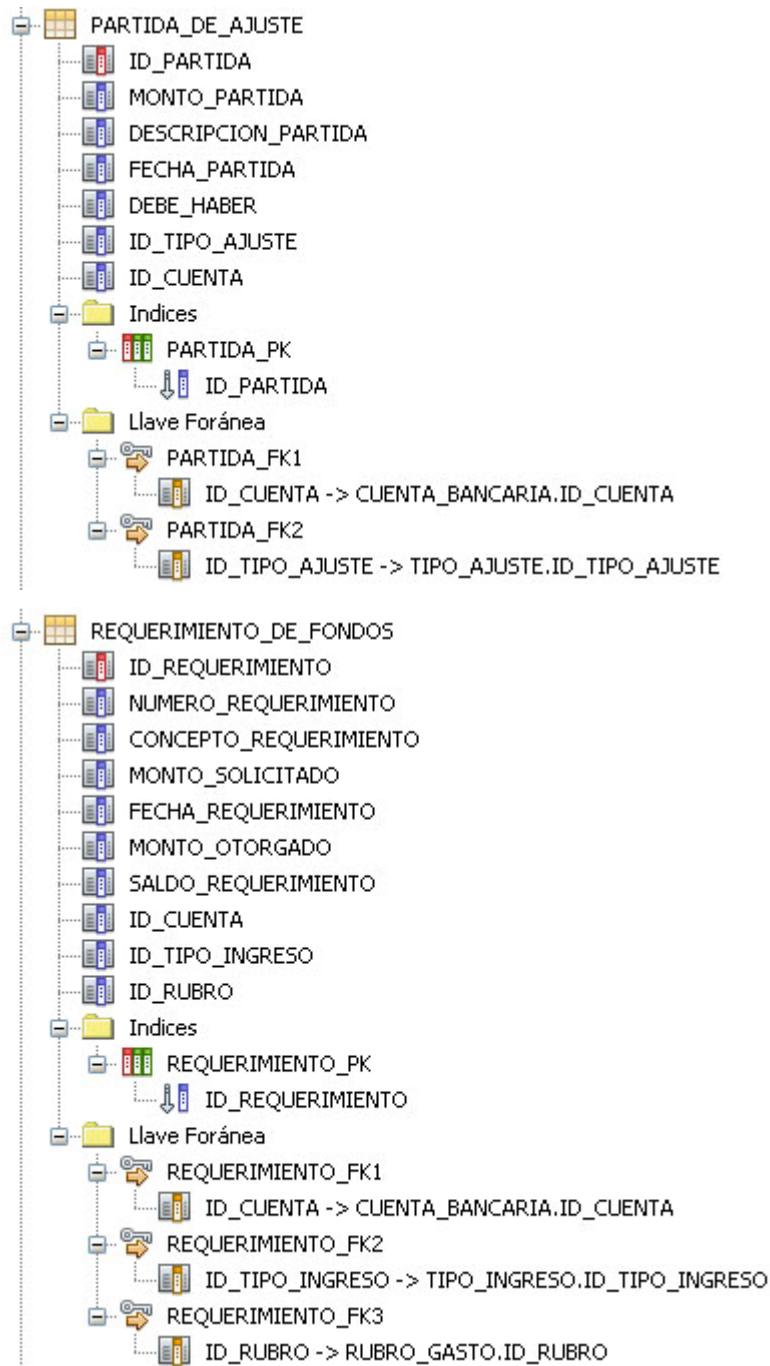 PARTIDA_DE_AJUSTE
ID_PARTIDA
MONTO_PARTIDA
DESCRIPCION_PARTIDA
FECHA_PARTIDA
DEBE_HABER
ID_TIPO_AJUSTE
ID_CUENTA
Indices
PARTIDA_PK
ID_PARTIDA
Llave Foránea
PARTIDA_FK1
ID_CUENTA -> CUENTA_BANCARIA.ID_CUENTA
PARTIDA_FK2
ID_TIPO_AJUSTE -> TIPO_AJUSTE.ID_TIPO_AJUSTE
REQUERIMIENTO_DE_FONDOS
ID_REQUERIMIENTO
NUMERO_REQUERIMIENTO
CONCEPTO_REQUERIMIENTO
MONTO_SOLICITADO
FECHA_REQUERIMIENTO
MONTO_OTORGADO
SALDO_REQUERIMIENTO
ID_CUENTA
ID_TIPO_INGRESO
ID_RUBRO
Indices
REQUERIMIENTO_PK
ID_REQUERIMIENTO
Llave Foránea
REQUERIMIENTO_FK1
ID_CUENTA -> CUENTA_BANCARIA.ID_CUENTA
REQUERIMIENTO_FK2
ID_TIPO_INGRESO -> TIPO_INGRESO.ID_TIPO_INGRESO
REQUERIMIENTO_FK3
ID_RUBRO -> RUBRO_GASTO.ID_RUBRO